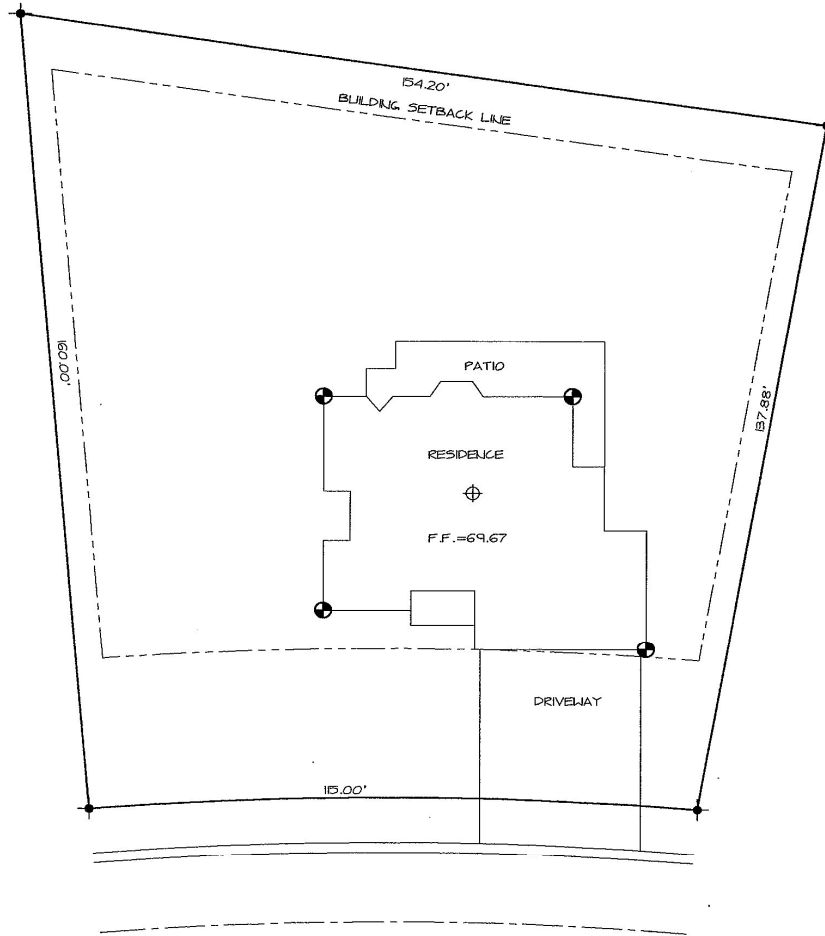 154.20'
BUILDING SETBACK LINE
160.00'
137.88'
PATIO
RESIDENCE
F.F.=69.67
DRIVEWAY
115.00'